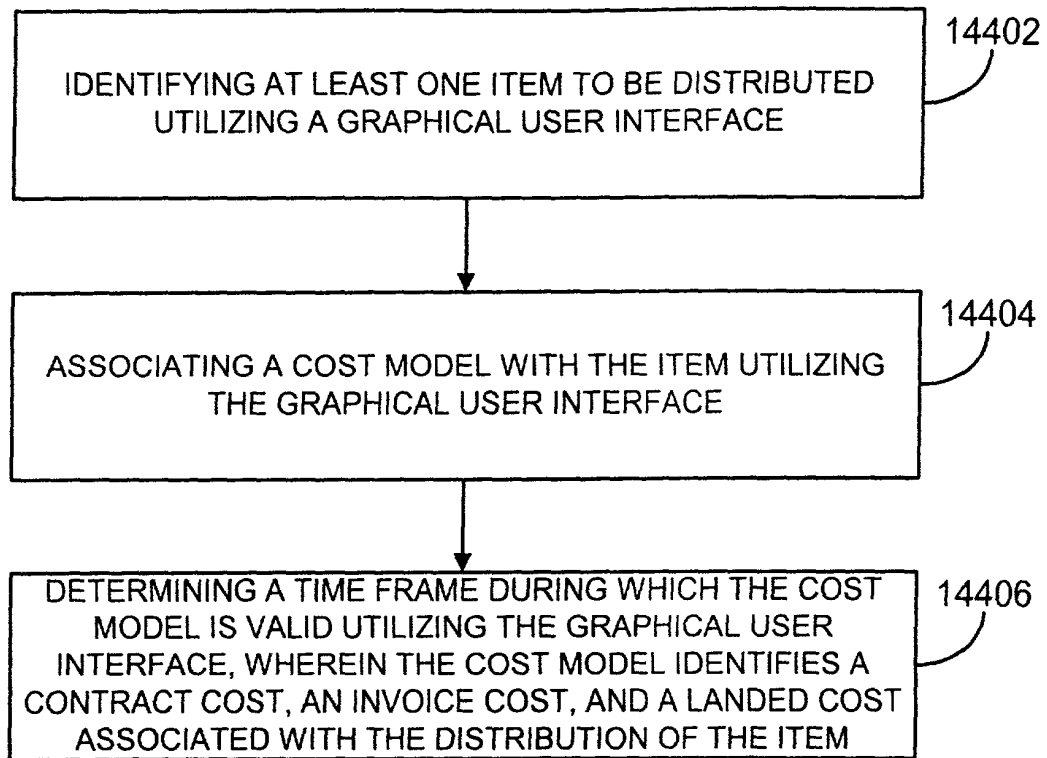 14402
IDENTIFYING AT LEAST ONE ITEM TO BE DISTRIBUTED
UTILIZING A GRAPHICAL USER INTERFACE
14404
ASSOCIATING A COST MODEL WITH THE ITEM UTILIZING
THE GRAPHICAL USER INTERFACE
14406
DETERMINING A TIME FRAME DURING WHICH THE COST
MODEL IS VALID UTILIZING THE GRAPHICAL USER
INTERFACE, WHEREIN THE COST MODEL IDENTIFIES A
CONTRACT COST, AN INVOICE COST, AND A LANDED COST
ASSOCIATED WITH THE DISTRIBUTION OF THE ITEM